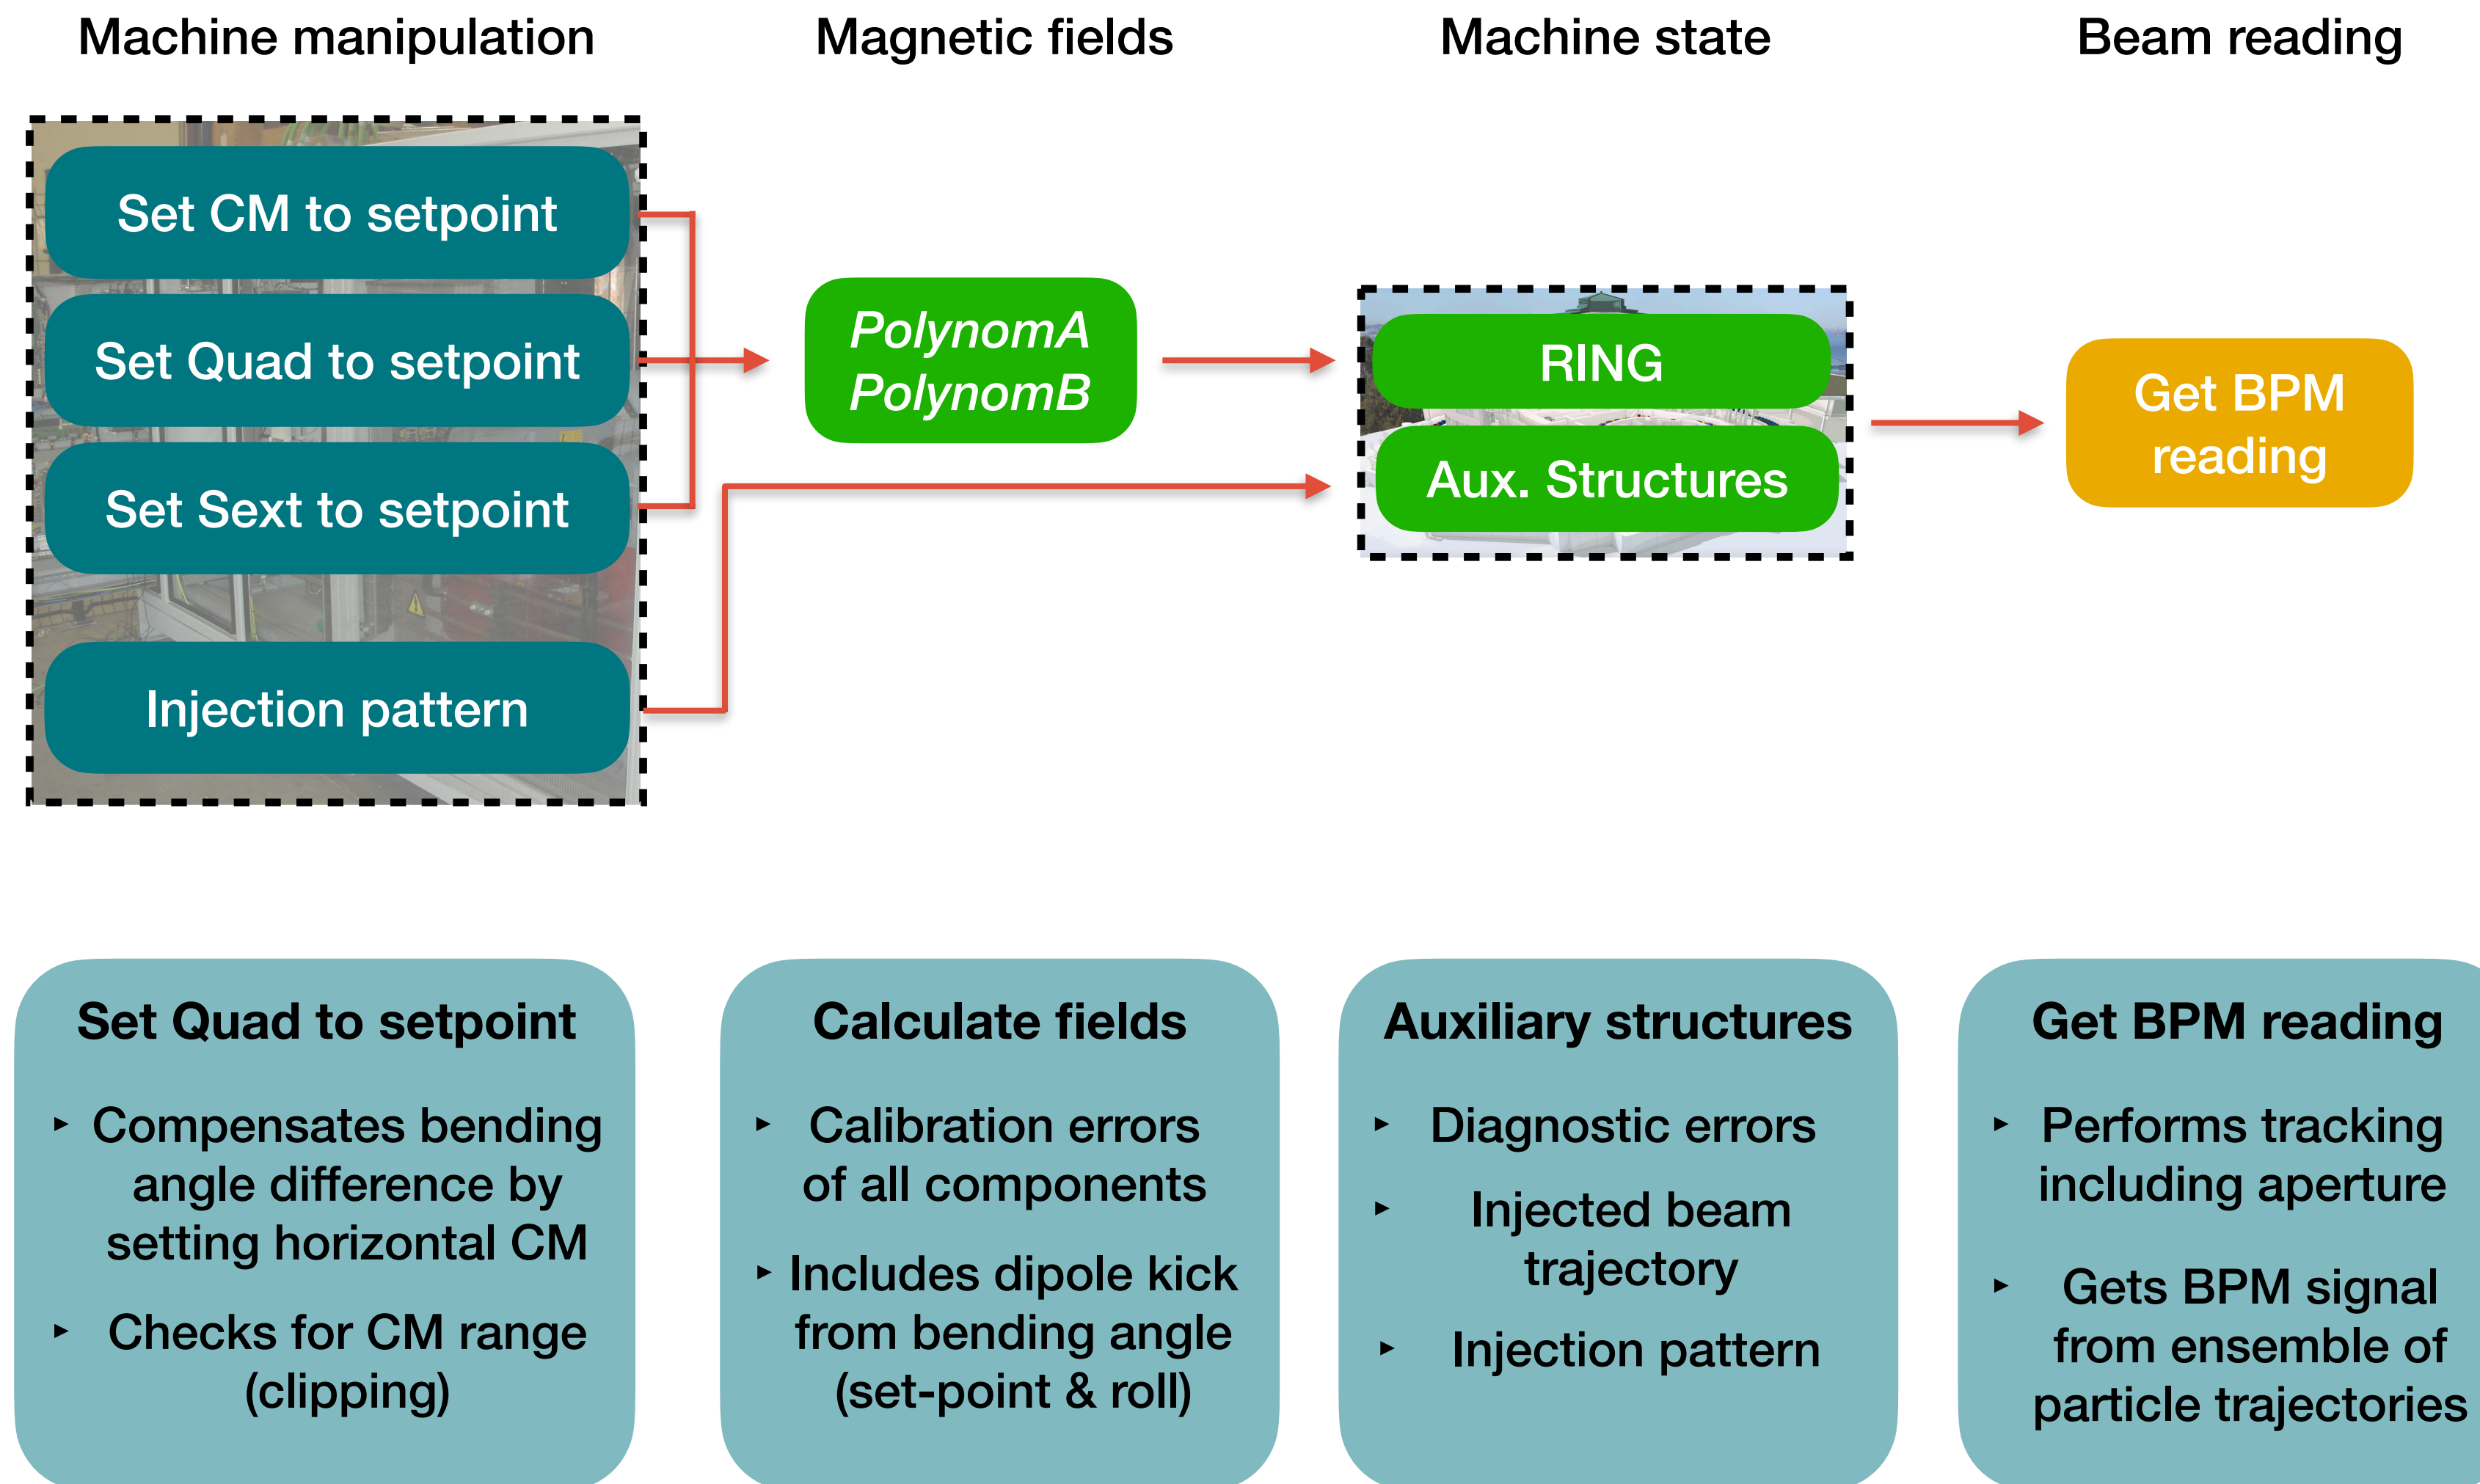 Machine manipulation
Magnetic fields
Machine state
Beam reading
Set CM to setpoint
Set Quad to setpoint
Set Sext to setpoint
Injection pattern
PolynomA
PolynomB
RING
Aux. Structures
Get BPM
reading
Set Quad to setpoint
‣ Compensates bending
angle difference by
setting horizontal CM
‣ Checks for CM range
(clipping)
Calculate fields
‣ Calibration errors
of all components
‣ Includes dipole kick
from bending angle
(set-point & roll)
Auxiliary structures
‣ Diagnostic errors
‣ Injected beam
trajectory
‣ Injection pattern
Get BPM reading
‣ Performs tracking
including aperture
‣ Gets BPM signal
from ensemble of
particle trajectories